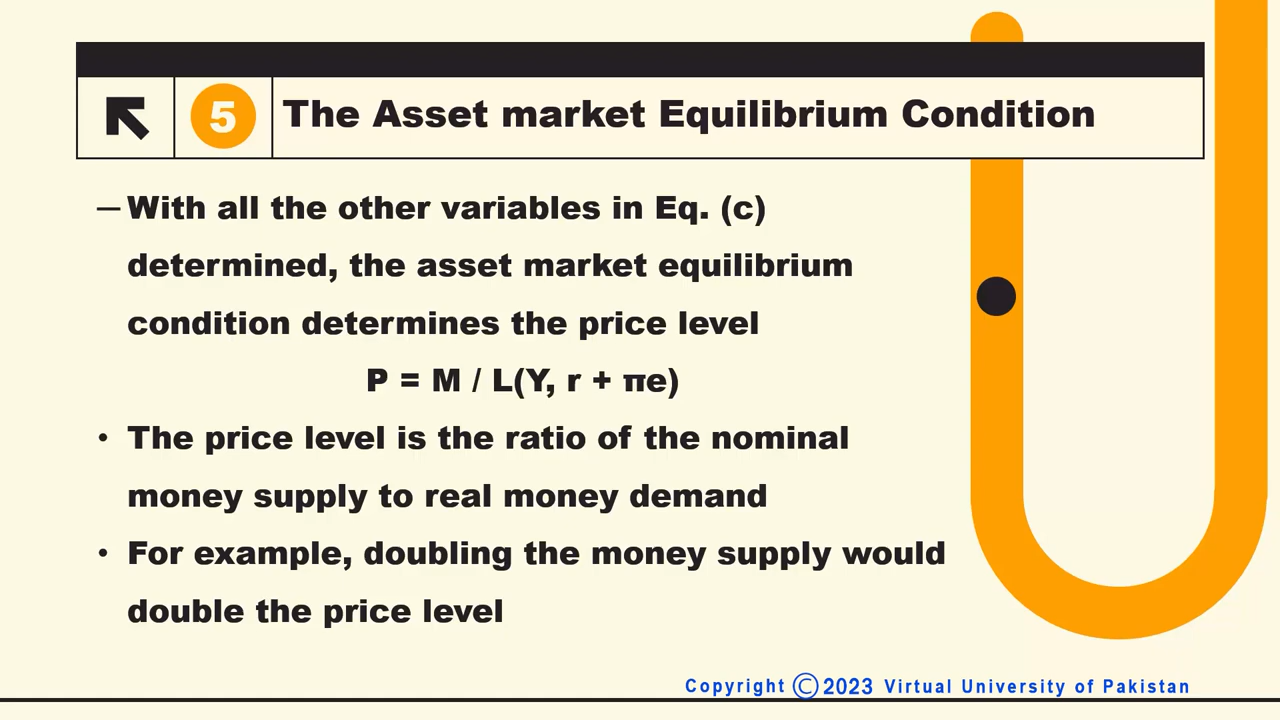 5 The Asset market Equilibrium Condition
– With all the other variables in Eq. (c)
determined, the asset market equilibrium
condition determines the price level
P = M / L(Y, r + πe)
• The price level is the ratio of the nominal
money supply to real money demand
• For example, doubling the money supply would
double the price level
Copyright ©2023 Virtual University of Pakistan